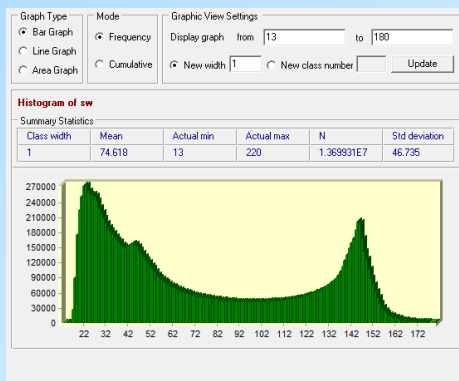 Graph Type Mode Graphic View Settings
Bar Graph Frequency Display graph from 13 to 180
Line Graph
Area Graph Cumulative New width 1 New class number Update
Histogram of sw
Summary Statistics
Class width Mean Actual min Actual max N Std deviation
1 74.618 13 220 1.369931E7 46.735
270000
240000
210000
180000
150000
120000
90000
60000
30000
0
22 32 42 52 62 72 82 92 102 112 122 132 142 152 162 172